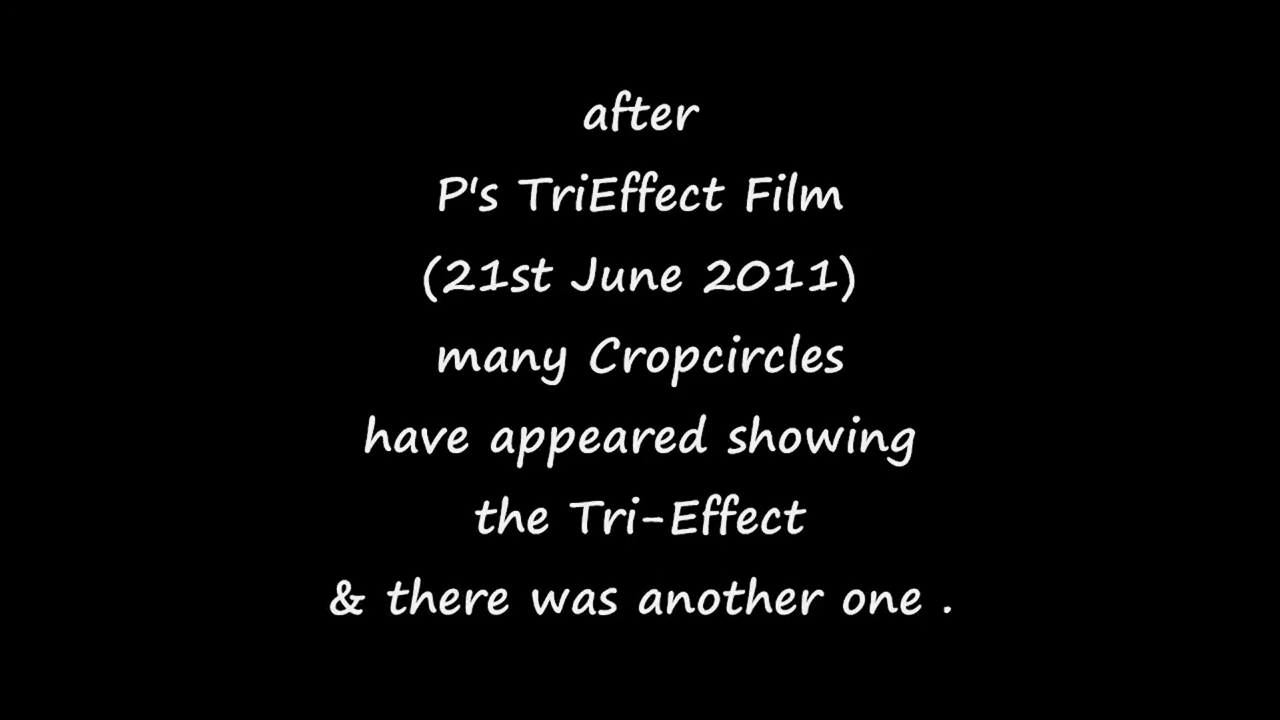 after
P's TriEffect Film
(21st June 2011)
many Cropcircles
have appeared showing
the Tri-Effect
& there was another one .